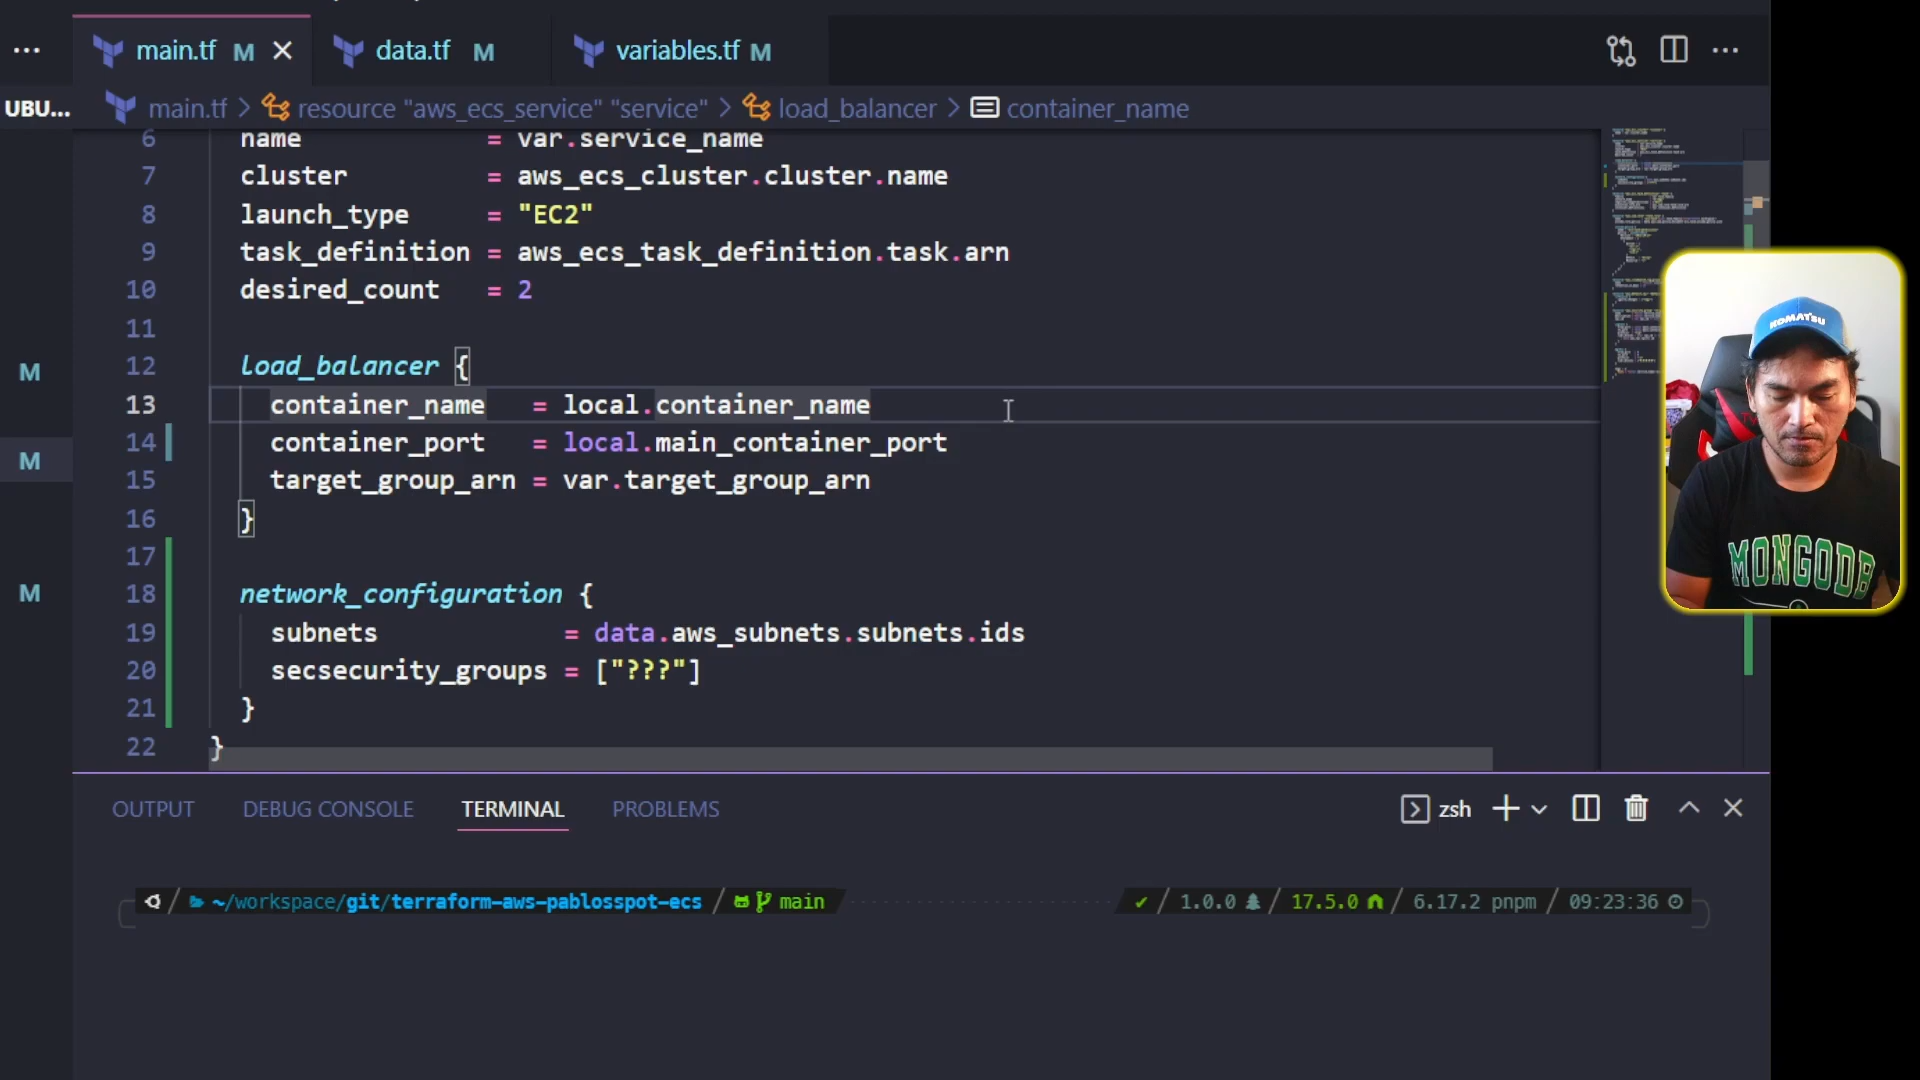 main.tf M
data.tf M
variables.tf M
UBU...
main.tf > resource "aws_ecs_service" "service" > load_balancer > container_name
6 name = var.service_name
7 cluster = aws_ecs_cluster.cluster.name
8 launch_type = "EC2"
9 task_definition = aws_ecs_task_definition.task.arn
10 desired_count = 2
11
12 load_balancer {
13 container_name = local.container_name
14 container_port = local.main_container_port
15 target_group_arn = var.target_group_arn
16 }
17
18 network_configuration {
19 subnets = data.aws_subnets.subnets.ids
20 secsecurity_groups = ["???"]
21 }
22 }
M
M
M
KOMATSU
MONGODB
OUTPUT DEBUG CONSOLE TERMINAL PROBLEMS
zsh
~/workspace/git/terraform-aws-pablosspot-ecs / main
✔ / 1.0.0 / 17.5.0 / 6.17.2 pnpm / 09:23:36